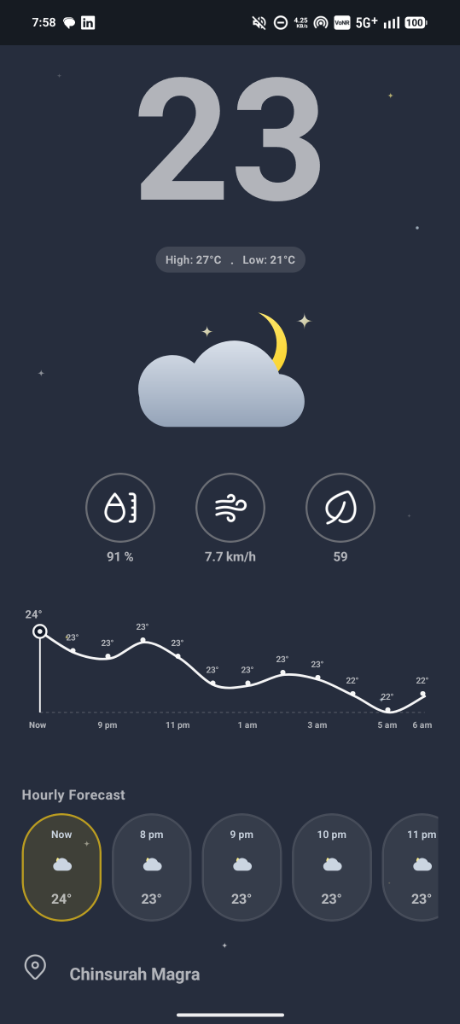 7:58 in 4.25 KB/s VoNR 5G+ 100
23
High: 27°C . Low: 21°C
91 % 7.7 km/h 59
24°
23° 23° 23° 23° 23° 23° 23° 23° 22° 22° 22°
Now 9 pm 11 pm 1 am 3 am 5 am 6 am
Hourly Forecast
Now 8 pm 9 pm 10 pm 11 pm
24° 23° 23° 23° 23°
Chinsurah Magra